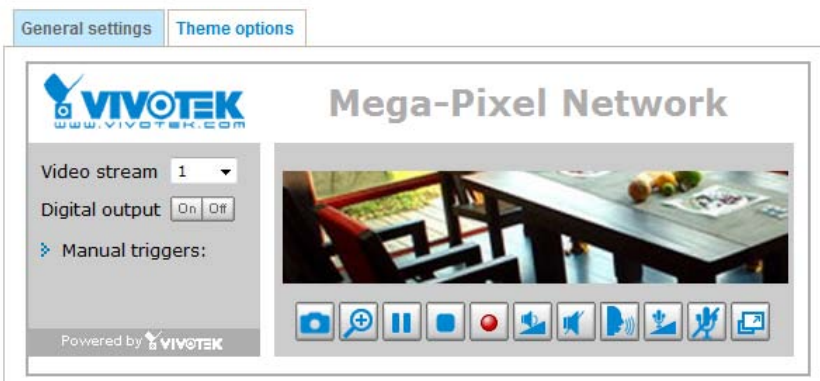 General settings
Theme options
VIVOTEK
www.vivotek.com
Mega-Pixel Network
Video stream 1
Digital output On Off
Manual triggers:
Powered by VIVOTEK